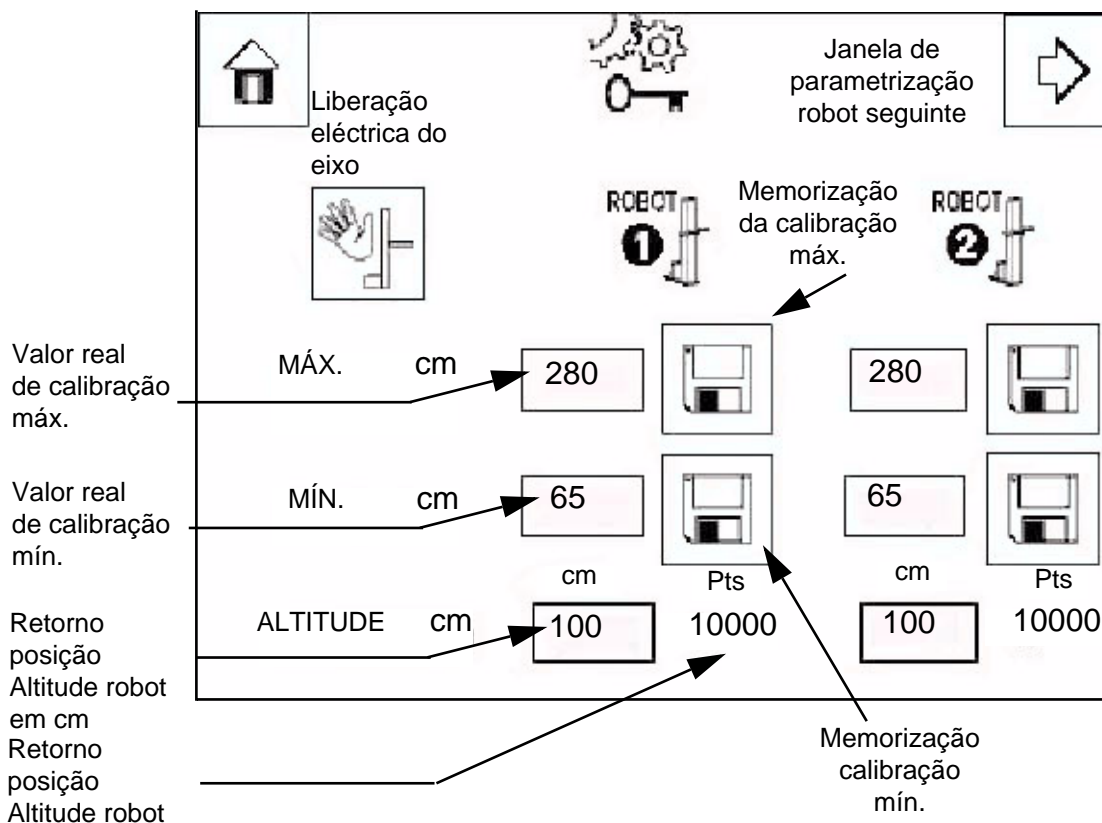 Janela de
parametrização
robot seguinte
Liberação
eléctrica do
eixo
ROBOT
1
Memorização
da calibração
máx.
ROBOT
2
Valor real
de calibração
máx.
MÁX. cm 280 280
Valor real
de calibração
mín.
MÍN. cm 65 65
cm Pts cm Pts
ALTITUDE cm 100 10000 100 10000
Retorno
posição
Altitude robot
em cm
Retorno
posição
Altitude robot
Memorização
calibração
mín.